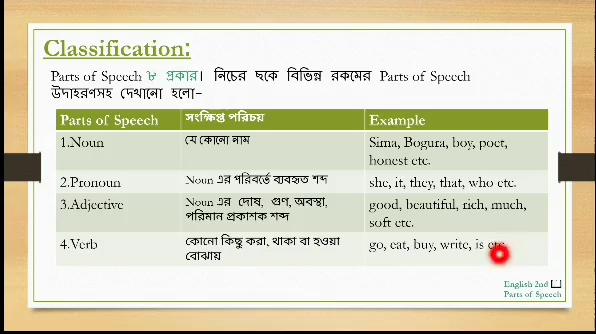 Classification:
Parts of Speech ৮ প্রকার। নিচের ছকে বিভিন্ন রকমের Parts of Speech
উদাহরণসহ দেখানো হলো-
Parts of Speech সংক্ষিপ্ত পরিচয় Example
1.Noun যে কোনো নাম Sima, Bogura, boy, poet,
honest etc.
2.Pronoun Noun এর পরিবর্তে ব্যবহৃত শব্দ she, it, they, that, who etc.
3.Adjective Noun এর দোষ, গুণ, অবস্থা, good, beautiful, rich, much,
পরিমান প্রকাশক শব্দ soft etc.
4.Verb কোনো কিছু করা, থাকা বা হওয়া go, eat, buy, write, is etc.
বোঝায়
English 2nd
Parts of Speech